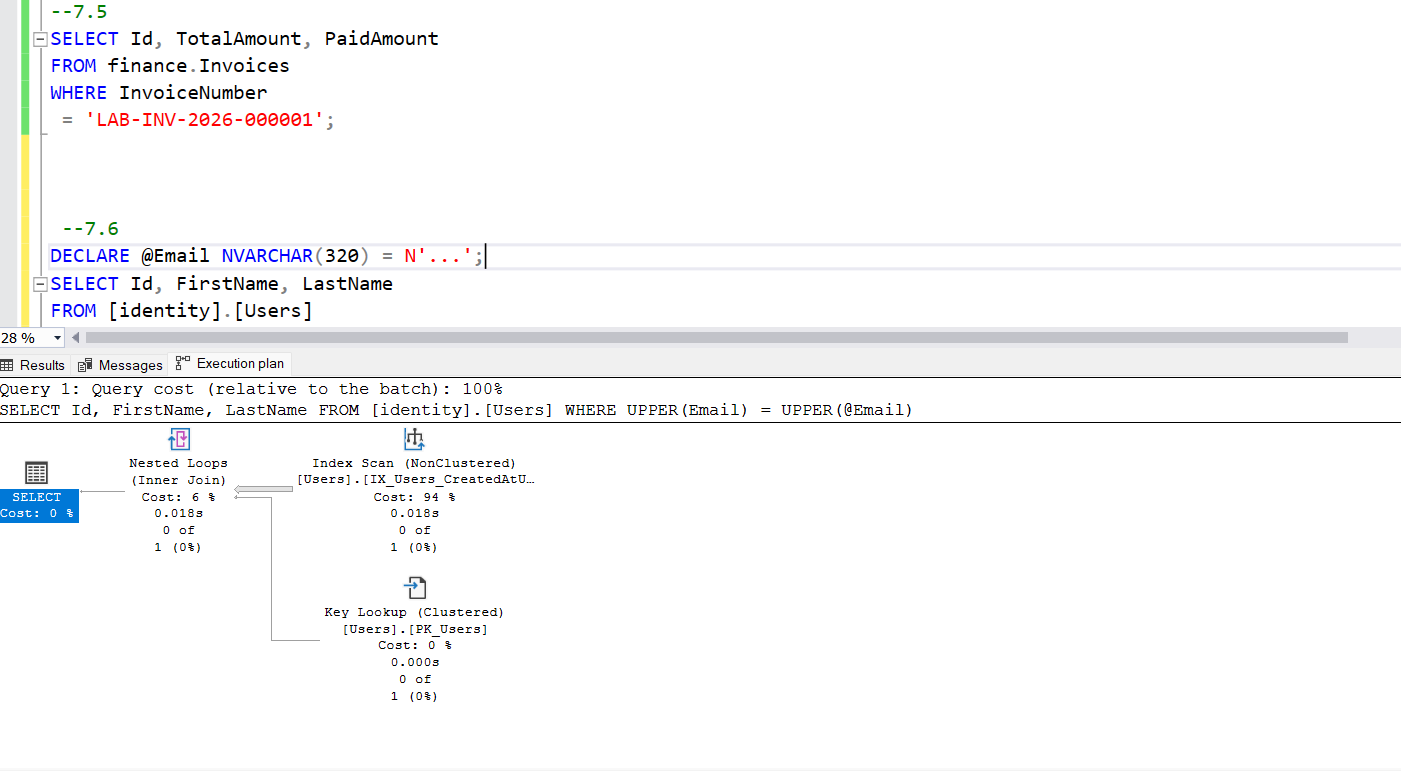 --7.5
SELECT Id, TotalAmount, PaidAmount
FROM finance.Invoices
WHERE InvoiceNumber
= 'LAB-INV-2026-000001';
--7.6
DECLARE @Email NVARCHAR(320) = N'...';
SELECT Id, FirstName, LastName
FROM [identity].[Users]
28 %
Results Messages Execution plan
Query 1: Query cost (relative to the batch): 100%
SELECT Id, FirstName, LastName FROM [identity].[Users] WHERE UPPER(Email) = UPPER(@Email)
SELECT
Cost: 0 %
Nested Loops
(Inner Join)
Cost: 6 %
0.018s
0 of
1 (0%)
Index Scan (NonClustered)
[Users].[IX_Users_CreatedAtU…
Cost: 94 %
0.018s
0 of
1 (0%)
Key Lookup (Clustered)
[Users].[PK_Users]
Cost: 0 %
0.000s
0 of
1 (0%)